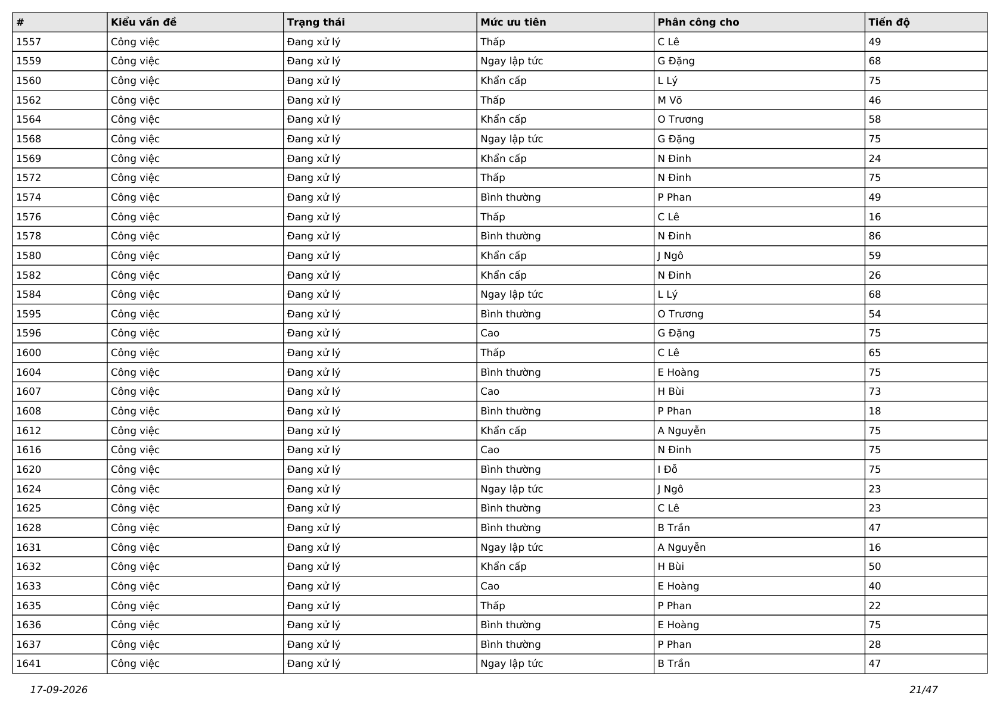 # Kiểu vấn đề Trạng thái Mức ưu tiên Phân công cho Tiến độ
1557 Công việc Đang xử lý Thấp C Lê 49
1559 Công việc Đang xử lý Ngay lập tức G Đặng 68
1560 Công việc Đang xử lý Khẩn cấp L Lý 75
1562 Công việc Đang xử lý Thấp M Võ 46
1564 Công việc Đang xử lý Khẩn cấp O Trương 58
1568 Công việc Đang xử lý Ngay lập tức G Đặng 75
1569 Công việc Đang xử lý Khẩn cấp N Đinh 24
1572 Công việc Đang xử lý Thấp N Đinh 75
1574 Công việc Đang xử lý Bình thường P Phan 49
1576 Công việc Đang xử lý Thấp C Lê 16
1578 Công việc Đang xử lý Bình thường N Đinh 86
1580 Công việc Đang xử lý Khẩn cấp J Ngô 59
1582 Công việc Đang xử lý Khẩn cấp N Đinh 26
1584 Công việc Đang xử lý Ngay lập tức L Lý 68
1595 Công việc Đang xử lý Bình thường O Trương 54
1596 Công việc Đang xử lý Cao G Đặng 75
1600 Công việc Đang xử lý Thấp C Lê 65
1604 Công việc Đang xử lý Bình thường E Hoàng 75
1607 Công việc Đang xử lý Cao H Bùi 73
1608 Công việc Đang xử lý Bình thường P Phan 18
1612 Công việc Đang xử lý Khẩn cấp A Nguyễn 75
1616 Công việc Đang xử lý Cao N Đinh 75
1620 Công việc Đang xử lý Bình thường I Đỗ 75
1624 Công việc Đang xử lý Ngay lập tức J Ngô 23
1625 Công việc Đang xử lý Bình thường C Lê 23
1628 Công việc Đang xử lý Bình thường B Trần 47
1631 Công việc Đang xử lý Ngay lập tức A Nguyễn 16
1632 Công việc Đang xử lý Khẩn cấp H Bùi 50
1633 Công việc Đang xử lý Cao E Hoàng 40
1635 Công việc Đang xử lý Thấp P Phan 22
1636 Công việc Đang xử lý Bình thường E Hoàng 75
1637 Công việc Đang xử lý Bình thường P Phan 28
1641 Công việc Đang xử lý Ngay lập tức B Trần 47
17-09-2026 21/47